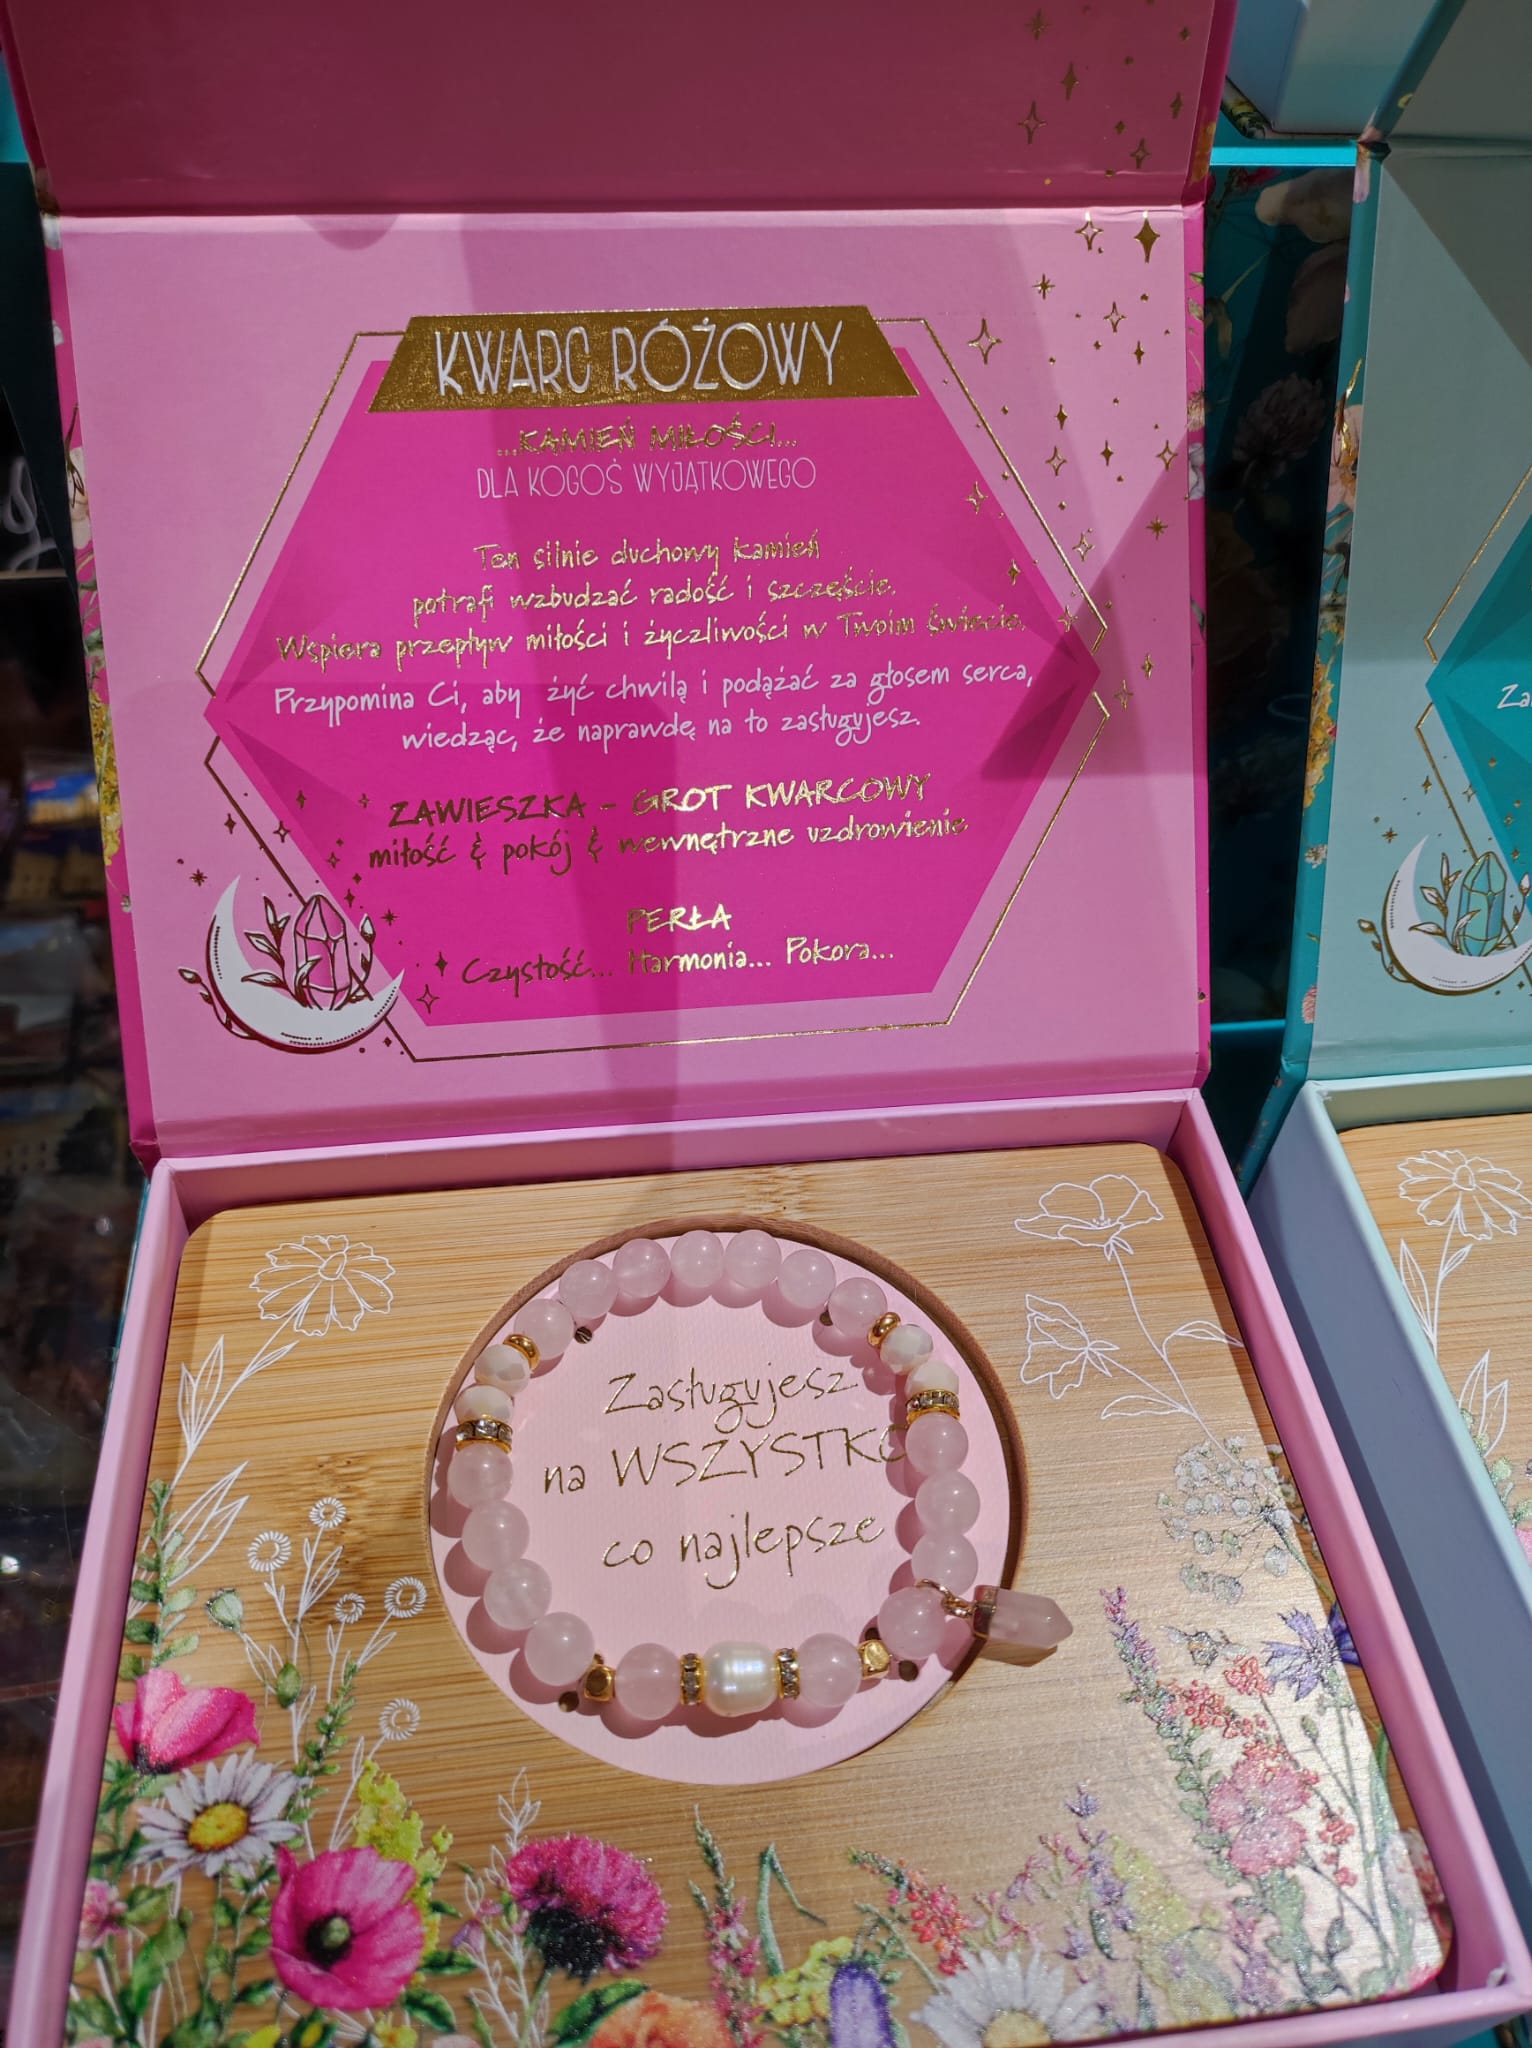 KWARC RÓŻOWY
...KAMIEŃ MIŁOŚCI...
DLA KOGOŚ WYJĄTKOWEGO
Ten silnie duchowy kamień
potrafi wzbudzać radość i szczęście.
Wspiera przepływ miłości i życzliwości w Twoim świecie.
Przypomina Ci, aby żyć chwilą i podążać za głosem serca,
wiedząc, że naprawdę na to zasługujesz.
ZAWIESZKA - GROT KWARCOWY
miłość & pokój & wewnętrzne uzdrowienie
PERŁA
Czystość... Harmonia... Pokora...
Za
Zasługujesz
na WSZYSTKO
co najlepsze